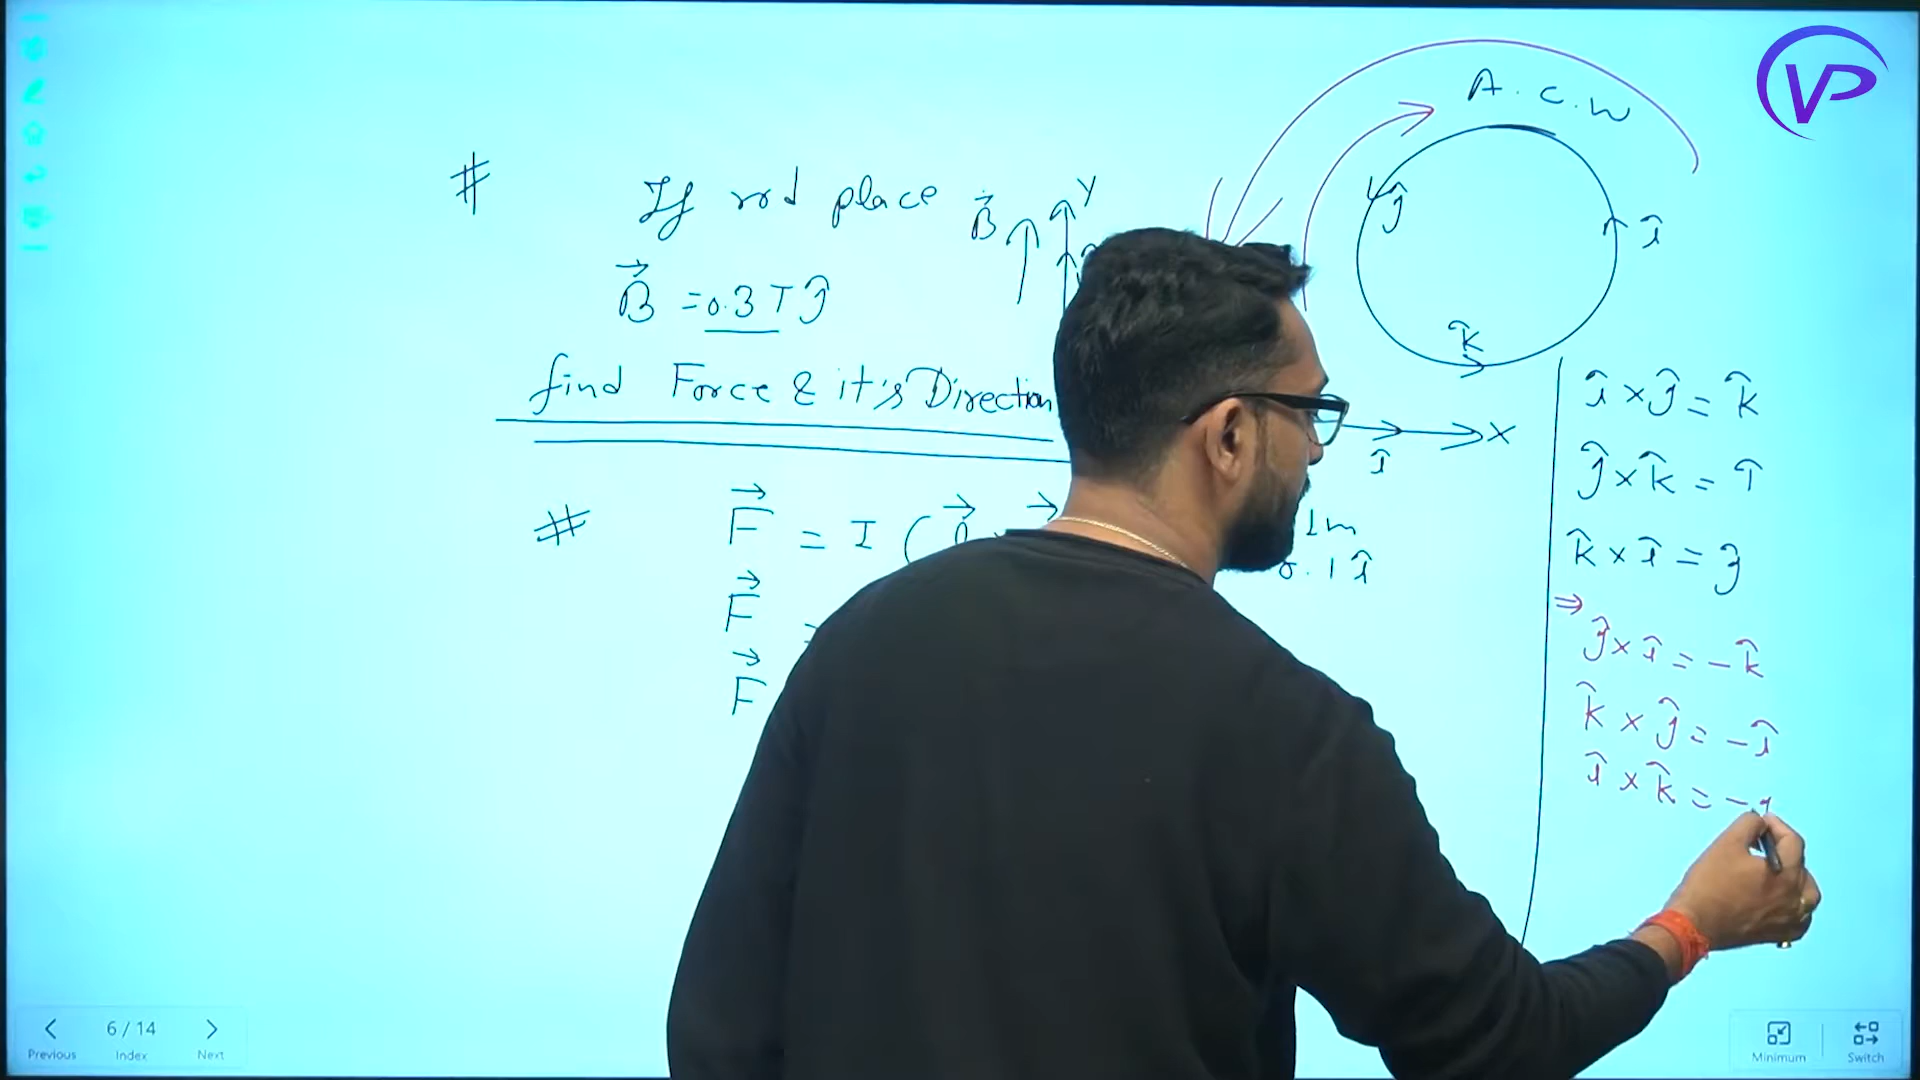 A.C.W
# If rod place B⃗ Y
ĵ
î
B⃗ = 0.3 T ĵ
k̂
find Force & it's Direction
X
î
î × ĵ = k̂
ĵ × k̂ = î
k̂ × î = ĵ
⇒
ĵ × î = -k̂
k̂ × ĵ = -î
î × k̂ = -
# F⃗ = I (
1m
0.1 î
F⃗ =
F⃗
VP
6 / 14
Previous Index Next
Minimum Switch